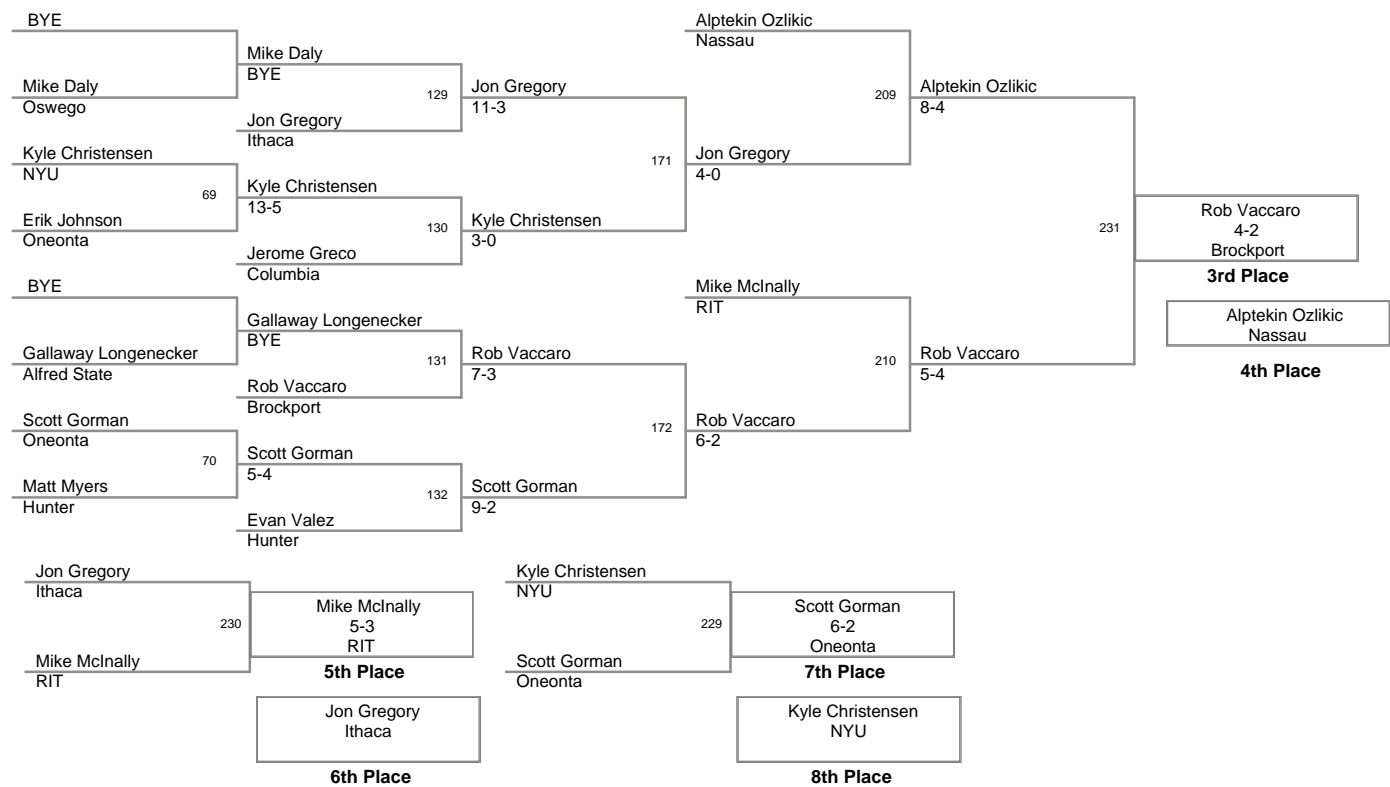 BYE
Mike Daly
Oswego
Mike Daly
BYE
129
Jon Gregory
Ithaca
Jon Gregory
11-3
Kyle Christensen
NYU
69
Erik Johnson
Oneonta
Kyle Christensen
13-5
130
Jerome Greco
Columbia
Kyle Christensen
3-0
171
Alptekin Ozlikic
Nassau
209
Jon Gregory
4-0
Alptekin Ozlikic
8-4
BYE
Gallaway Longenecker
Alfred State
Gallaway Longenecker
BYE
131
Rob Vaccaro
Brockport
Rob Vaccaro
7-3
Scott Gorman
Oneonta
70
Matt Myers
Hunter
Scott Gorman
5-4
132
Evan Valez
Hunter
Scott Gorman
9-2
172
Mike McInally
RIT
210
Rob Vaccaro
6-2
Rob Vaccaro
5-4
231
Rob Vaccaro
4-2
Brockport
3rd Place
Alptekin Ozlikic
Nassau
4th Place
Jon Gregory
Ithaca
230
Mike McInally
RIT
Mike McInally
5-3
RIT
5th Place
Jon Gregory
Ithaca
6th Place
Kyle Christensen
NYU
229
Scott Gorman
Oneonta
Scott Gorman
6-2
Oneonta
7th Place
Kyle Christensen
NYU
8th Place